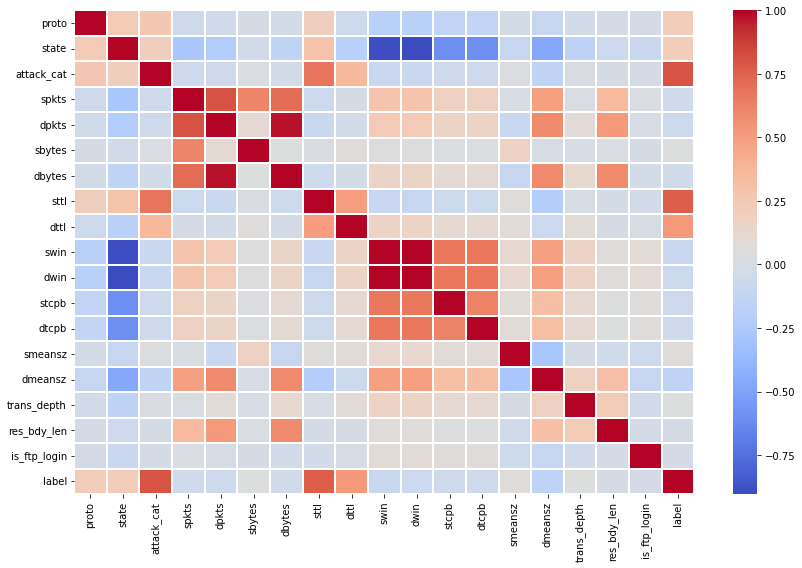 proto
state
attack_cat
spkts
dpkts
sbytes
dbytes
sttl
dttl
swin
dwin
stcpb
dtcpb
smeansz
dmeansz
trans_depth
res_bdy_len
is_ftp_login
label
proto
state
attack_cat
spkts
dpkts
sbytes
dbytes
sttl
dttl
swin
dwin
stcpb
dtcpb
smeansz
dmeansz
trans_depth
res_bdy_len
is_ftp_login
label
1.00
0.75
0.50
0.25
0.00
-0.25
-0.50
-0.75